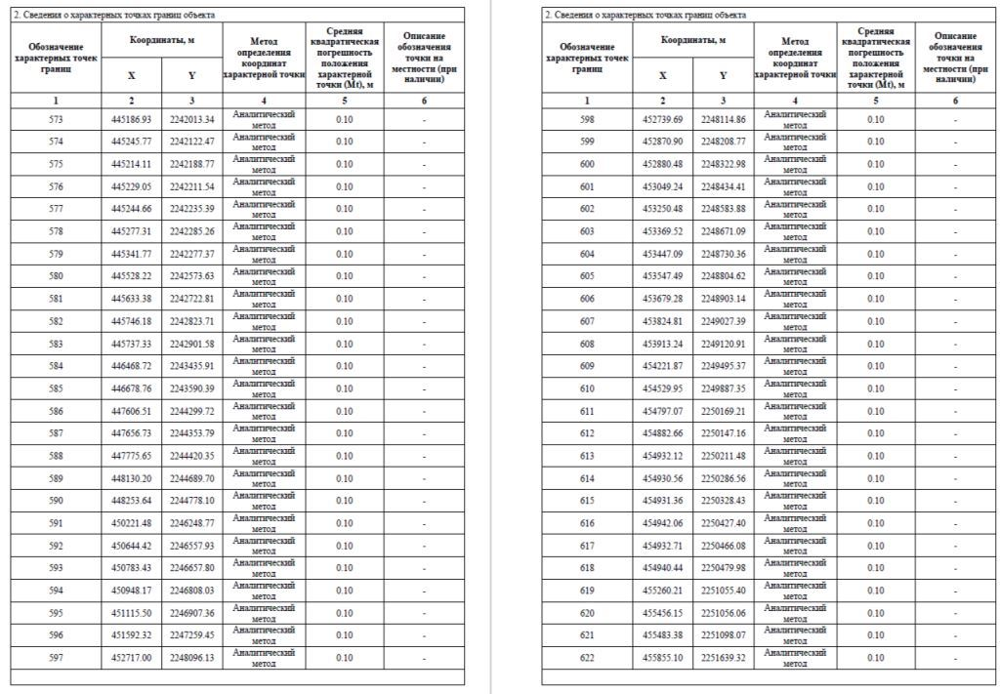 2. Сведения о характерных точках границ объекта
Обозначение характерных точек границ | Координаты, м | Метод определения координат характерной точки | Средняя квадратическая погрешность положения характерной точки (Mt), м | Описание обозначения точки на местности (при наличии)
X | Y
1 | 2 | 3 | 4 | 5 | 6
573 | 445186.93 | 2242013.34 | Аналитический метод | 0.10 | -
574 | 445245.77 | 2242122.47 | Аналитический метод | 0.10 | -
575 | 445214.11 | 2242188.77 | Аналитический метод | 0.10 | -
576 | 445229.05 | 2242211.54 | Аналитический метод | 0.10 | -
577 | 445244.66 | 2242235.39 | Аналитический метод | 0.10 | -
578 | 445277.31 | 2242285.26 | Аналитический метод | 0.10 | -
579 | 445341.77 | 2242277.37 | Аналитический метод | 0.10 | -
580 | 445528.22 | 2242573.63 | Аналитический метод | 0.10 | -
581 | 445633.38 | 2242722.81 | Аналитический метод | 0.10 | -
582 | 445746.18 | 2242823.71 | Аналитический метод | 0.10 | -
583 | 445737.33 | 2242901.58 | Аналитический метод | 0.10 | -
584 | 446468.72 | 2243435.91 | Аналитический метод | 0.10 | -
585 | 446678.76 | 2243590.39 | Аналитический метод | 0.10 | -
586 | 447606.51 | 2244299.72 | Аналитический метод | 0.10 | -
587 | 447656.73 | 2244353.79 | Аналитический метод | 0.10 | -
588 | 447775.65 | 2244420.35 | Аналитический метод | 0.10 | -
589 | 448130.20 | 2244689.70 | Аналитический метод | 0.10 | -
590 | 448253.64 | 2244778.10 | Аналитический метод | 0.10 | -
591 | 450221.48 | 2246248.77 | Аналитический метод | 0.10 | -
592 | 450644.42 | 2246557.93 | Аналитический метод | 0.10 | -
593 | 450783.43 | 2246657.80 | Аналитический метод | 0.10 | -
594 | 450948.17 | 2246808.03 | Аналитический метод | 0.10 | -
595 | 451115.50 | 2246907.36 | Аналитический метод | 0.10 | -
596 | 451592.32 | 2247259.45 | Аналитический метод | 0.10 | -
597 | 452717.00 | 2248096.13 | Аналитический метод | 0.10 | -
2. Сведения о характерных точках границ объекта
Обозначение характерных точек границ | Координаты, м | Метод определения координат характерной точки | Средняя квадратическая погрешность положения характерной точки (Mt), м | Описание обозначения точки на местности (при наличии)
X | Y
1 | 2 | 3 | 4 | 5 | 6
598 | 452739.69 | 2248114.86 | Аналитический метод | 0.10 | -
599 | 452870.90 | 2248208.77 | Аналитический метод | 0.10 | -
600 | 452880.48 | 2248322.98 | Аналитический метод | 0.10 | -
601 | 453049.24 | 2248434.41 | Аналитический метод | 0.10 | -
602 | 453250.48 | 2248583.88 | Аналитический метод | 0.10 | -
603 | 453369.52 | 2248671.09 | Аналитический метод | 0.10 | -
604 | 453447.09 | 2248730.36 | Аналитический метод | 0.10 | -
605 | 453547.49 | 2248804.62 | Аналитический метод | 0.10 | -
606 | 453679.28 | 2248903.14 | Аналитический метод | 0.10 | -
607 | 453824.81 | 2249027.39 | Аналитический метод | 0.10 | -
608 | 453913.24 | 2249120.91 | Аналитический метод | 0.10 | -
609 | 454221.87 | 2249495.37 | Аналитический метод | 0.10 | -
610 | 454529.95 | 2249887.35 | Аналитический метод | 0.10 | -
611 | 454797.07 | 2250169.21 | Аналитический метод | 0.10 | -
612 | 454882.66 | 2250147.16 | Аналитический метод | 0.10 | -
613 | 454932.12 | 2250211.48 | Аналитический метод | 0.10 | -
614 | 454930.56 | 2250286.56 | Аналитический метод | 0.10 | -
615 | 454931.36 | 2250328.43 | Аналитический метод | 0.10 | -
616 | 454942.06 | 2250427.40 | Аналитический метод | 0.10 | -
617 | 454932.71 | 2250466.08 | Аналитический метод | 0.10 | -
618 | 454940.44 | 2250479.98 | Аналитический метод | 0.10 | -
619 | 455260.21 | 2251055.40 | Аналитический метод | 0.10 | -
620 | 455456.15 | 2251056.06 | Аналитический метод | 0.10 | -
621 | 455483.38 | 2251098.07 | Аналитический метод | 0.10 | -
622 | 455855.10 | 2251639.32 | Аналитический метод | 0.10 | -